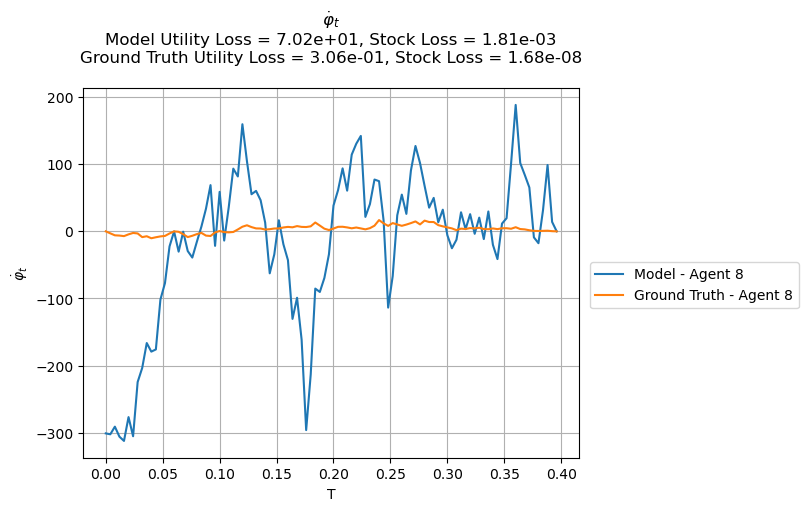 φ̇ₜ
Model Utility Loss = 7.02e+01, Stock Loss = 1.81e-03
Ground Truth Utility Loss = 3.06e-01, Stock Loss = 1.68e-08
200
100
0
−100
−200
−300
φ̇ₜ
0.00 0.05 0.10 0.15 0.20 0.25 0.30 0.35 0.40
T
Model - Agent 8
Ground Truth - Agent 8